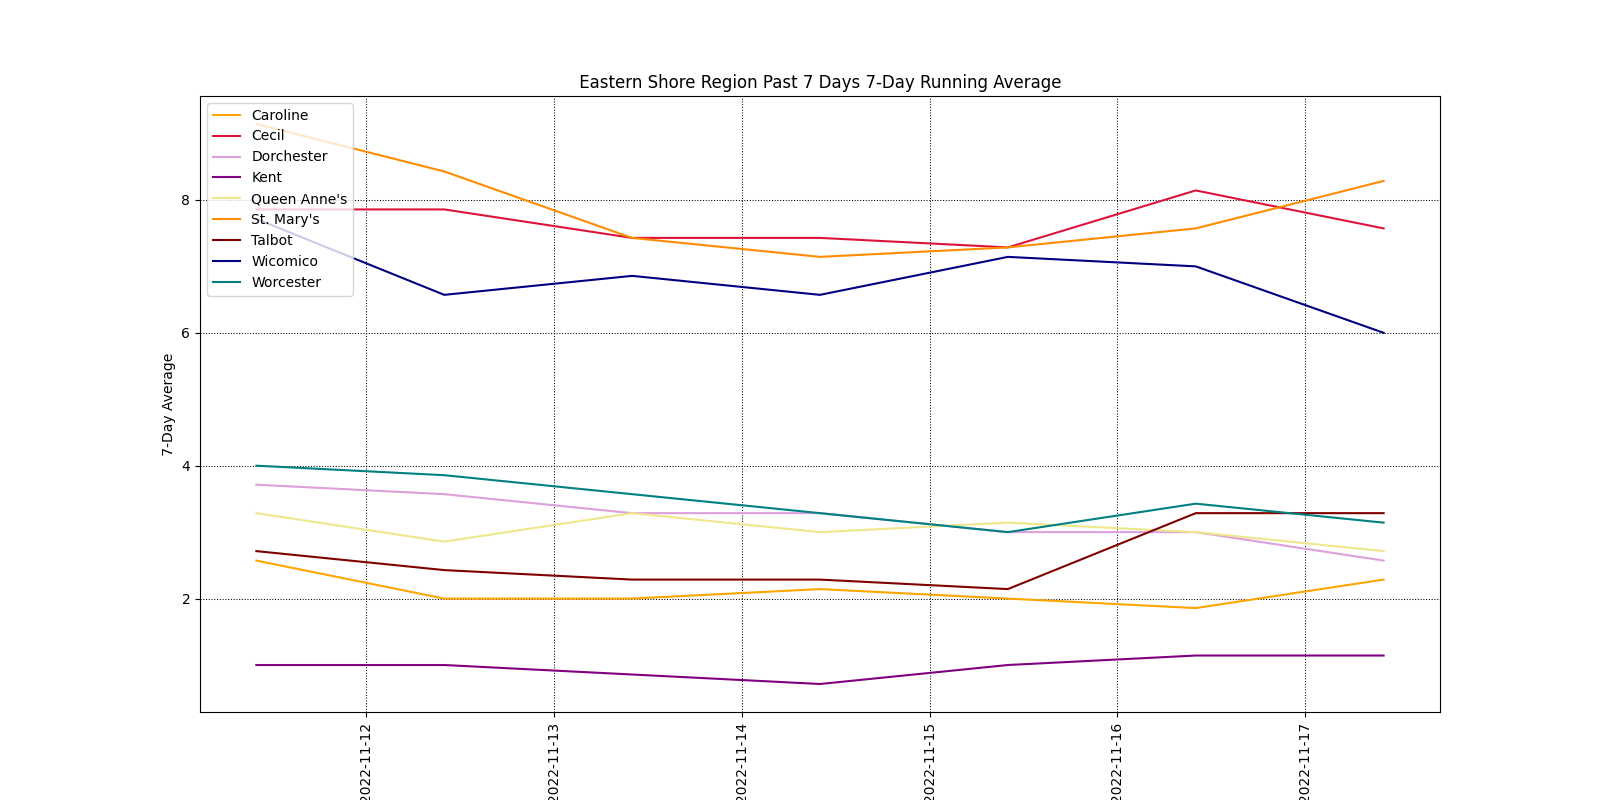 Eastern Shore Region Past 7 Days 7-Day Running Average
Caroline
Cecil
Dorchester
Kent
Queen Anne's
St. Mary's
Talbot
Wicomico
Worcester
8
6
4
2
7-Day Average
2022-11-12
2022-11-13
2022-11-14
2022-11-15
2022-11-16
2022-11-17